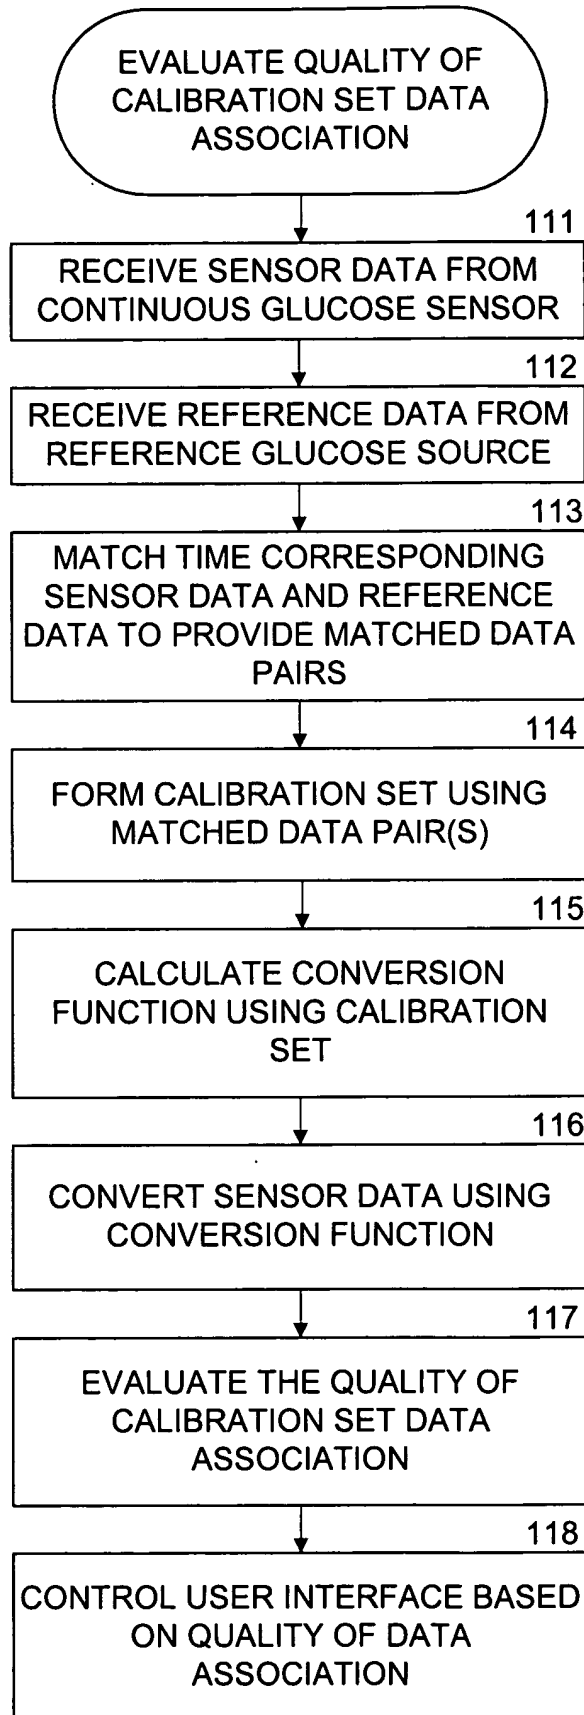 EVALUATE QUALITY OF
CALIBRATION SET DATA
ASSOCIATION
111
RECEIVE SENSOR DATA FROM
CONTINUOUS GLUCOSE SENSOR
112
RECEIVE REFERENCE DATA FROM
REFERENCE GLUCOSE SOURCE
113
MATCH TIME CORRESPONDING
SENSOR DATA AND REFERENCE
DATA TO PROVIDE MATCHED DATA
PAIRS
114
FORM CALIBRATION SET USING
MATCHED DATA PAIR(S)
115
CALCULATE CONVERSION
FUNCTION USING CALIBRATION
SET
116
CONVERT SENSOR DATA USING
CONVERSION FUNCTION
117
EVALUATE THE QUALITY OF
CALIBRATION SET DATA
ASSOCIATION
118
CONTROL USER INTERFACE BASED
ON QUALITY OF DATA
ASSOCIATION